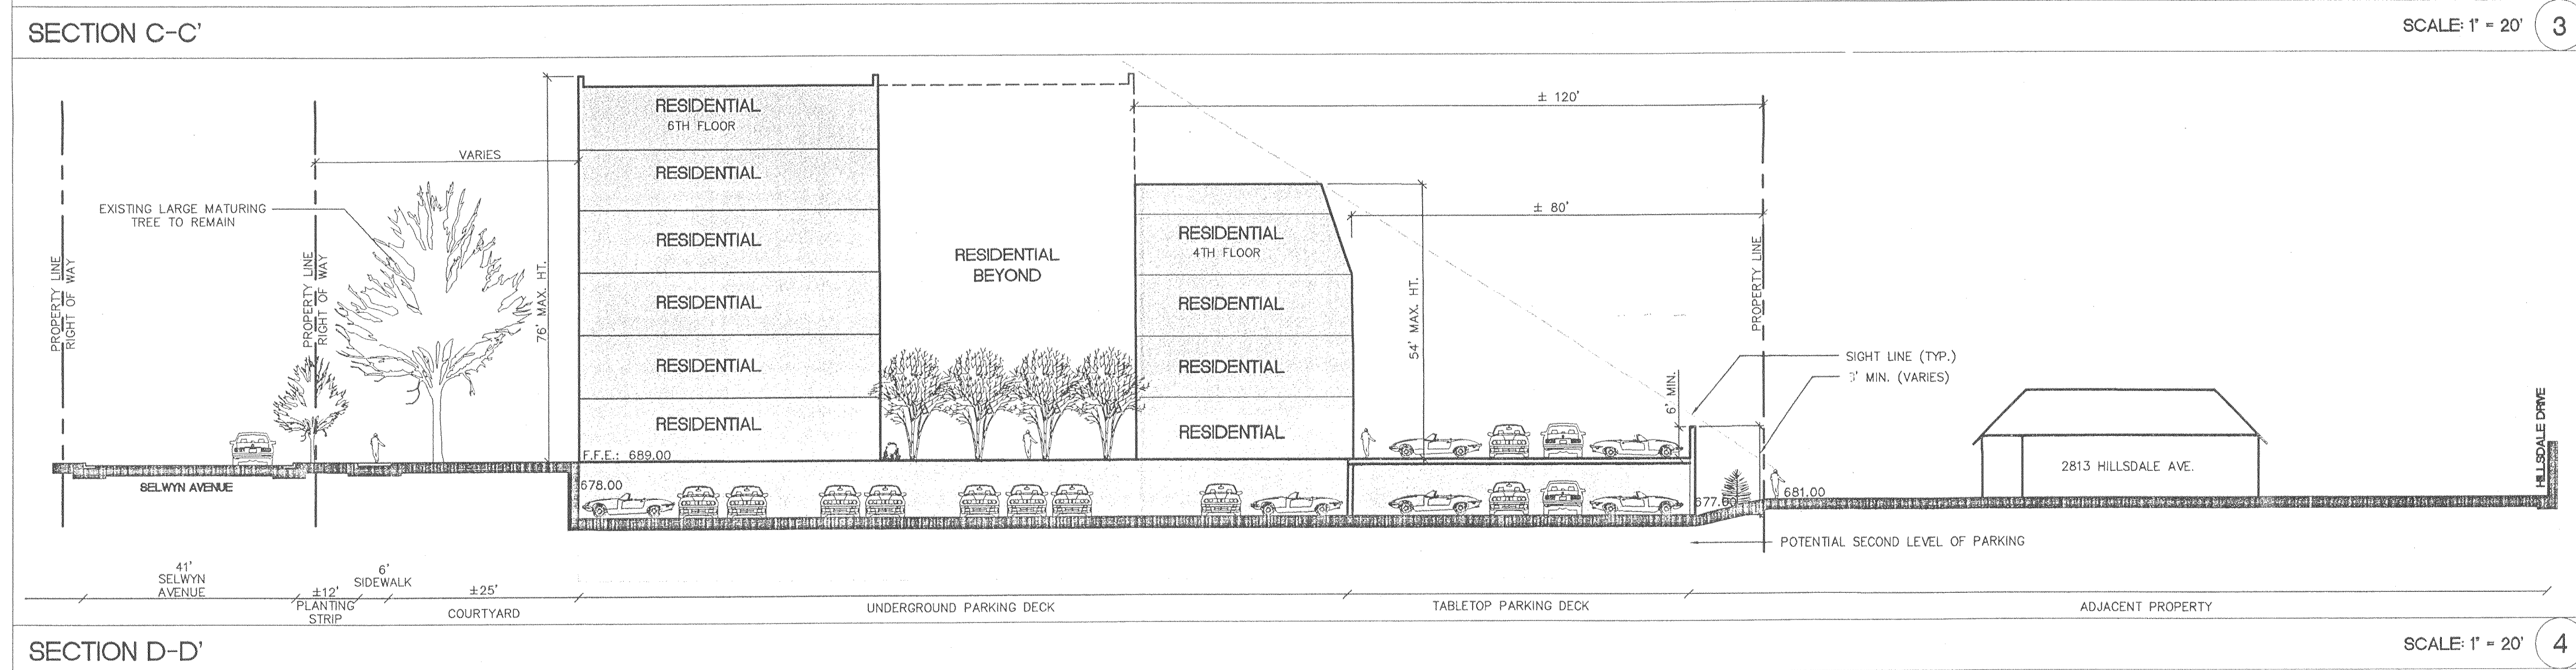 SECTION C-C'
SCALE: 1" = 20'
3
± 120'
RESIDENTIAL
6TH FLOOR
VARIES
RESIDENTIAL
EXISTING LARGE MATURING
TREE TO REMAIN
± 80'
RESIDENTIAL
RESIDENTIAL
4TH FLOOR
RESIDENTIAL
BEYOND
PROPERTY LINE
RIGHT OF WAY
PROPERTY LINE
RIGHT OF WAY
76' MAX. HT.
54' MAX. HT.
PROPERTY LINE
RESIDENTIAL
RESIDENTIAL
SIGHT LINE (TYP.)
MIN. (VARIES)
6' MIN.
RESIDENTIAL
RESIDENTIAL
RESIDENTIAL
RESIDENTIAL
F.F.E.: 689.00
HILLSDALE DRIVE
2813 HILLSDALE AVE.
SELWYN AVENUE
678.00
681.00
POTENTIAL SECOND LEVEL OF PARKING
41'
SELWYN
AVENUE
±12'
PLANTING
STRIP
6'
SIDEWALK
±25'
COURTYARD
UNDERGROUND PARKING DECK
TABLETOP PARKING DECK
ADJACENT PROPERTY
SECTION D-D'
SCALE: 1" = 20'
4